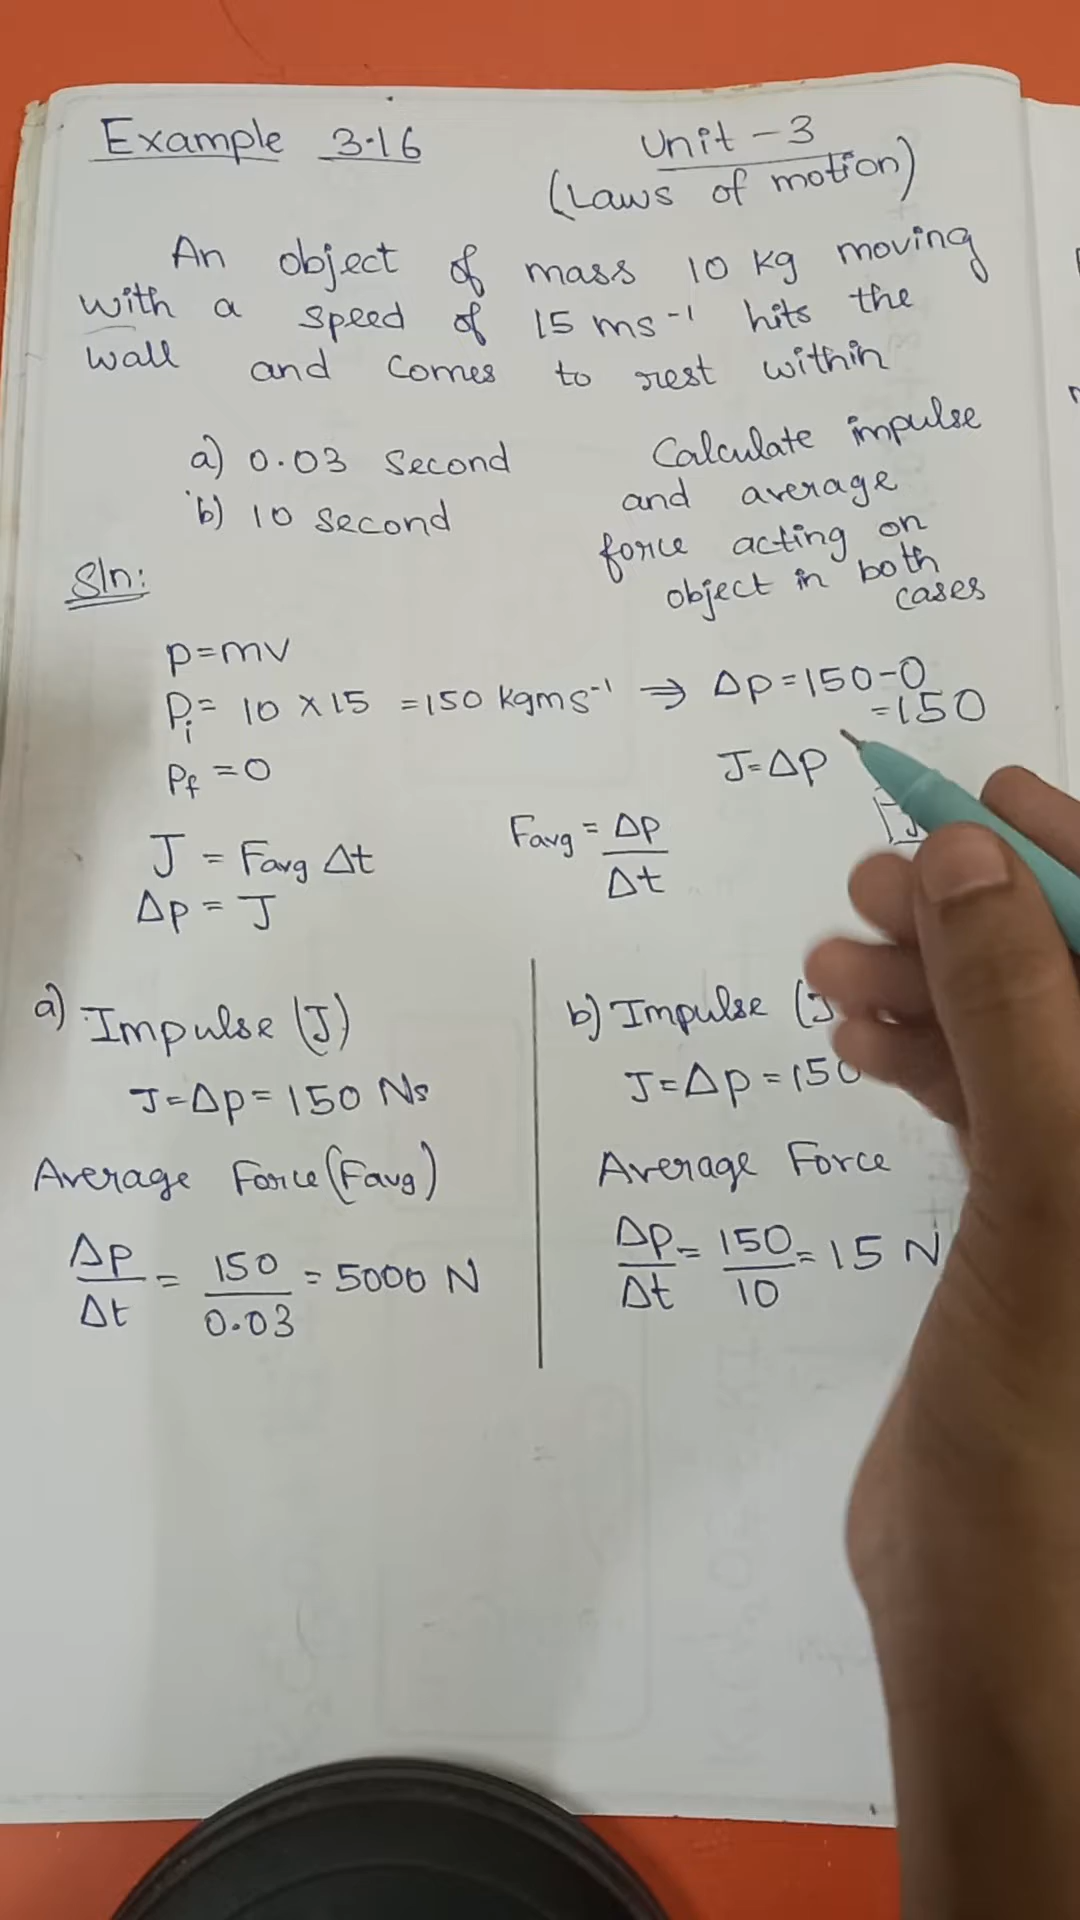 Example 3.16
Unit - 3
(Laws of motion)
An object of mass 10 kg moving
with a speed of 15 ms⁻¹ hits the
wall and comes to rest within
a) 0.03 second
b) 10 second
Calculate impulse
and average
force acting on
object in both
cases
Sln:
p=mv
Pi = 10 × 15 = 150 kgms⁻¹ ⇒ Δp = 150-0
=150
Pf = 0
J=Δp
J = Favg Δt
Favg = Δp/Δt
Δp = J
a) Impulse (J)
J=Δp= 150 Ns
Average Force (Favg)
Δp/Δt = 150/0.03 = 5000 N
b) Impulse (J
J=Δp =150
Average Force
Δp/Δt = 150/10 = 15 N